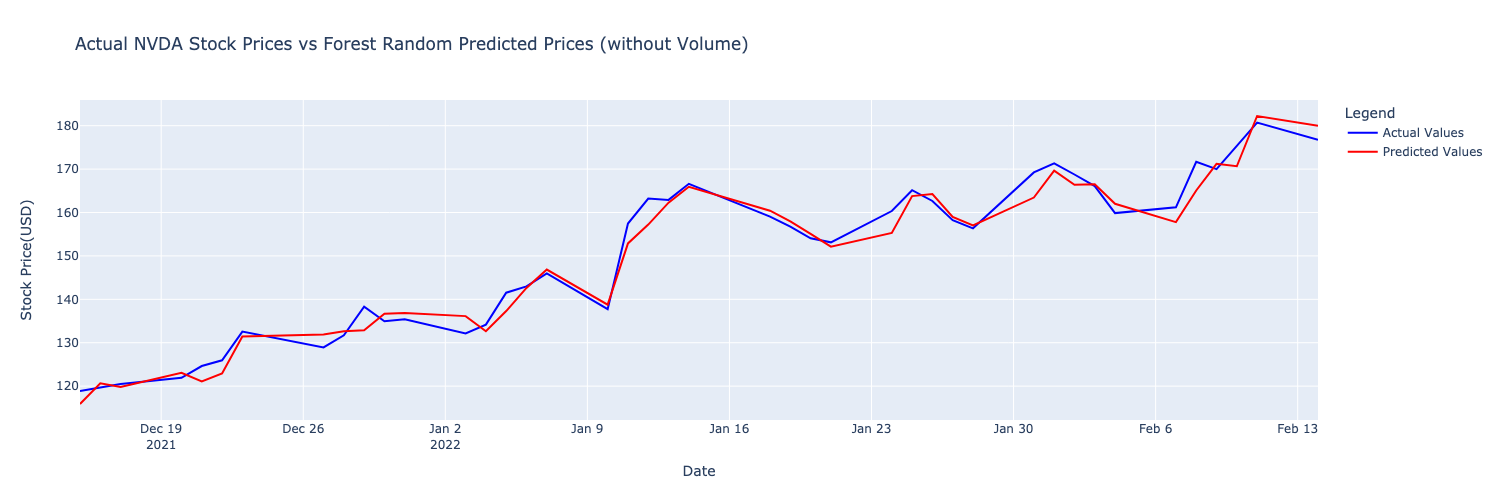 Actual NVDA Stock Prices vs Forest Random Predicted Prices (without Volume)
Legend
Actual Values
Predicted Values
Stock Price(USD)
180
170
160
150
140
130
120
Dec 19
2021
Dec 26
Jan 2
2022
Jan 9
Jan 16
Jan 23
Jan 30
Feb 6
Feb 13
Date